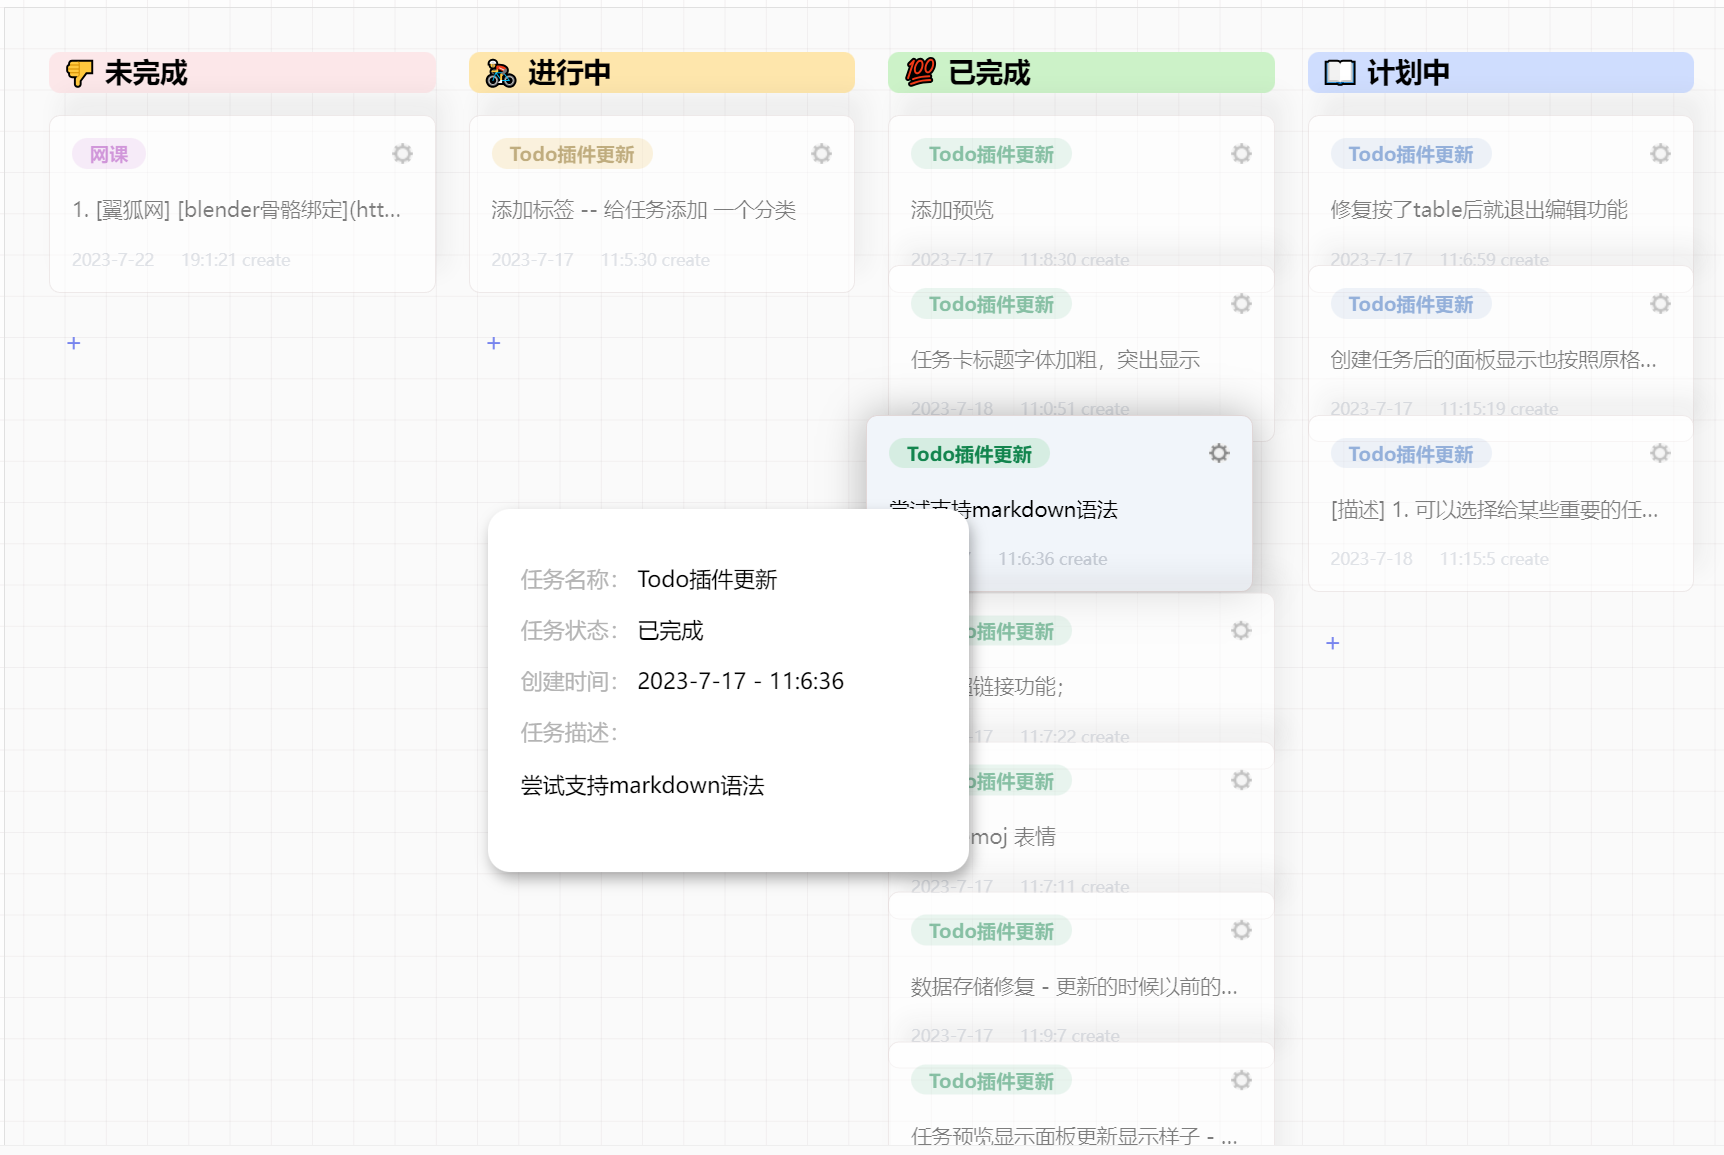 未完成
网课
1. [翼狐网] [blender骨骼绑定](htt...
2023-7-22 19:1:21 create
+
进行中
Todo插件更新
添加标签 -- 给任务添加 一个分类
2023-7-17 11:5:30 create
+
已完成
Todo插件更新
添加预览
2023-7-17 11:8:30 create
Todo插件更新
任务卡标题字体加粗，突出显示
2023-7-18 11:0:51 create
Todo插件更新
尝试支持markdown语法
11:6:36 create
插件更新
链接功能；
-17 11:7:22 create
插件更新
moj 表情
2023-7-17 11:7:11 create
Todo插件更新
数据存储修复 - 更新的时候以前的...
2023-7-17 11:9:7 create
Todo插件更新
任务预览显示面板更新显示样子 - ...
计划中
Todo插件更新
修复按了table后就退出编辑功能
2023-7-17 11:6:59 create
Todo插件更新
创建任务后的面板显示也按照原格...
2023-7-17 11:15:19 create
Todo插件更新
[描述] 1. 可以选择给某些重要的任...
2023-7-18 11:15:5 create
+
任务名称： Todo插件更新
任务状态： 已完成
创建时间： 2023-7-17 - 11:6:36
任务描述：
尝试支持markdown语法